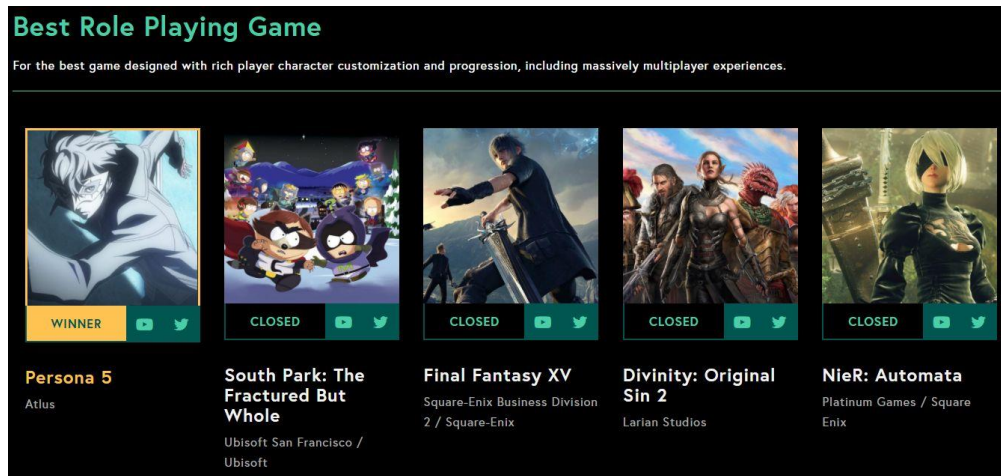 Best Role Playing Game
For the best game designed with rich player character customization and progression, including massively multiplayer experiences.
WINNER
CLOSED
CLOSED
CLOSED
CLOSED
Persona 5
Atlus
South Park: The
Fractured But
Whole
Ubisoft San Francisco /
Ubisoft
Final Fantasy XV
Square-Enix Business Division
2 / Square-Enix
Divinity: Original
Sin 2
Larian Studios
NieR: Automata
Platinum Games / Square
Enix